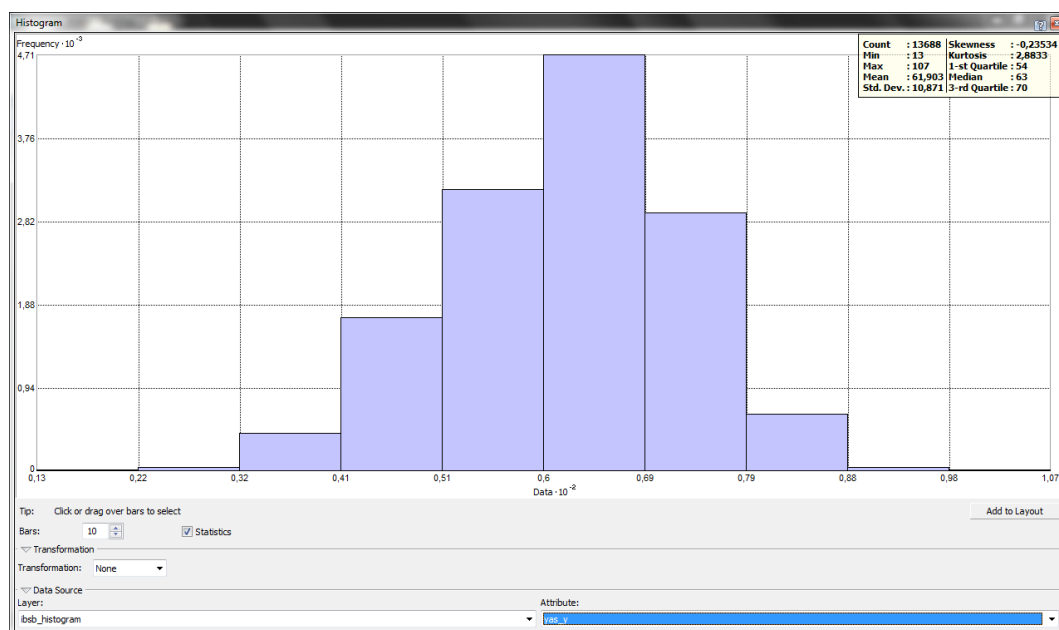 Histogram
Frequency · 10⁻³
Count : 13688 Skewness : -0,23534
Min : 13 Kurtosis : 2,8833
Max : 107 1-st Quartile : 54
Mean : 61,903 Median : 63
Std. Dev. : 10,871 3-rd Quartile : 70
4,71
3,76
2,82
1,88
0,94
0
0,13 0,22 0,32 0,41 0,51 0,6 0,69 0,79 0,88 0,98 1,07
Data · 10⁻²
Tip: Click or drag over bars to select Add to Layout
Bars: 10 Statistics
Transformation
Transformation: None
Data Source
Layer: Attribute:
ibsb_histogram yas_y